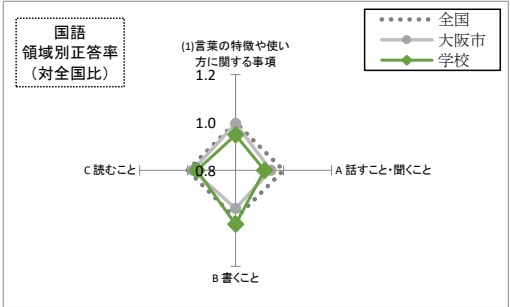 国語
領域別正答率
（対全国比）
全国
大阪市
学校
(1)言葉の特徴や使い
方に関する事項
1.2
1.0
0.8
C 読むこと
A 話すこと・聞くこと
B 書くこと